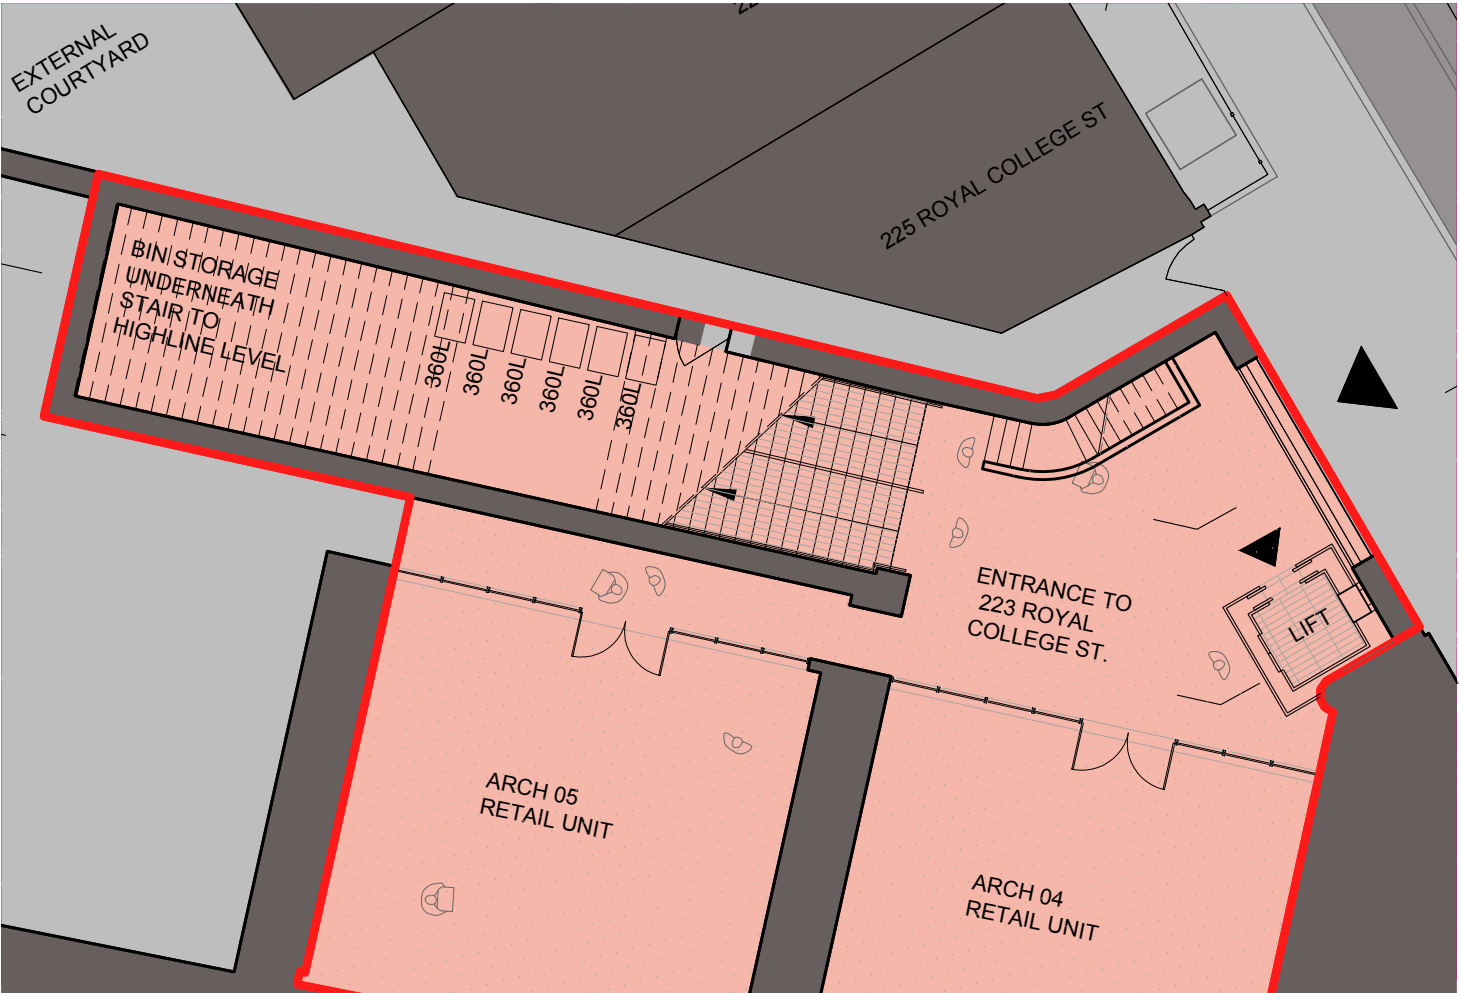 EXTERNAL
COURTYARD
225 ROYAL COLLEGE ST
BIN STORAGE
UNDERNEATH
STAIR TO
HIGHLINE LEVEL
360L
360L
360L
360L
360L
360L
ENTRANCE TO
223 ROYAL
COLLEGE ST.
LIFT
ARCH 05
RETAIL UNIT
ARCH 04
RETAIL UNIT